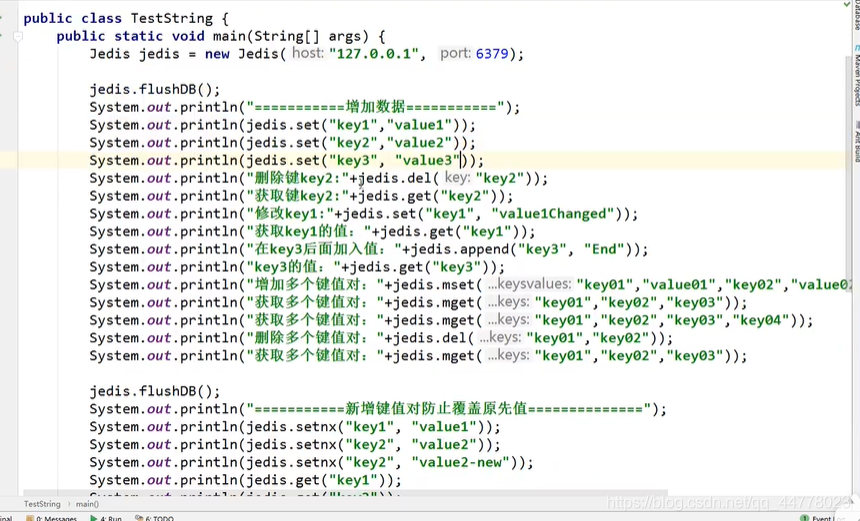 public class TestString {
public static void main(String[] args) {
Jedis jedis = new Jedis( host: "127.0.0.1", port: 6379);
jedis.flushDB();
System.out.println("===========增加数据===========");
System.out.println(jedis.set("key1","value1"));
System.out.println(jedis.set("key2","value2"));
System.out.println(jedis.set("key3", "value3"));
System.out.println("删除键key2:"+jedis.del( key: "key2"));
System.out.println("获取键key2:"+jedis.get("key2"));
System.out.println("修改key1:"+jedis.set("key1", "value1Changed"));
System.out.println("获取key1的值："+jedis.get("key1"));
System.out.println("在key3后面加入值："+jedis.append("key3", "End"));
System.out.println("key3的值："+jedis.get("key3"));
System.out.println("增加多个键值对："+jedis.mset( ...keysvalues: "key01","value01","key02","value02
System.out.println("获取多个键值对："+jedis.mget( ...keys: "key01","key02","key03"));
System.out.println("获取多个键值对："+jedis.mget( ...keys: "key01","key02","key03","key04"));
System.out.println("删除多个键值对："+jedis.del( ...keys: "key01","key02"));
System.out.println("获取多个键值对："+jedis.mget( ...keys: "key01","key02","key03"));
jedis.flushDB();
System.out.println("===========新增键值对防止覆盖原先值==============");
System.out.println(jedis.setnx("key1", "value1"));
System.out.println(jedis.setnx("key2", "value2"));
System.out.println(jedis.setnx("key2", "value2-new"));
System.out.println(jedis.get("key1"));
System.out.println(jedis.get("key2"));
TestString › main()
https://blog.csdn.net/qq_44778023
0: Messages 4: Run 6: TODO Event Log
Database
Maven Projects
Ant Build